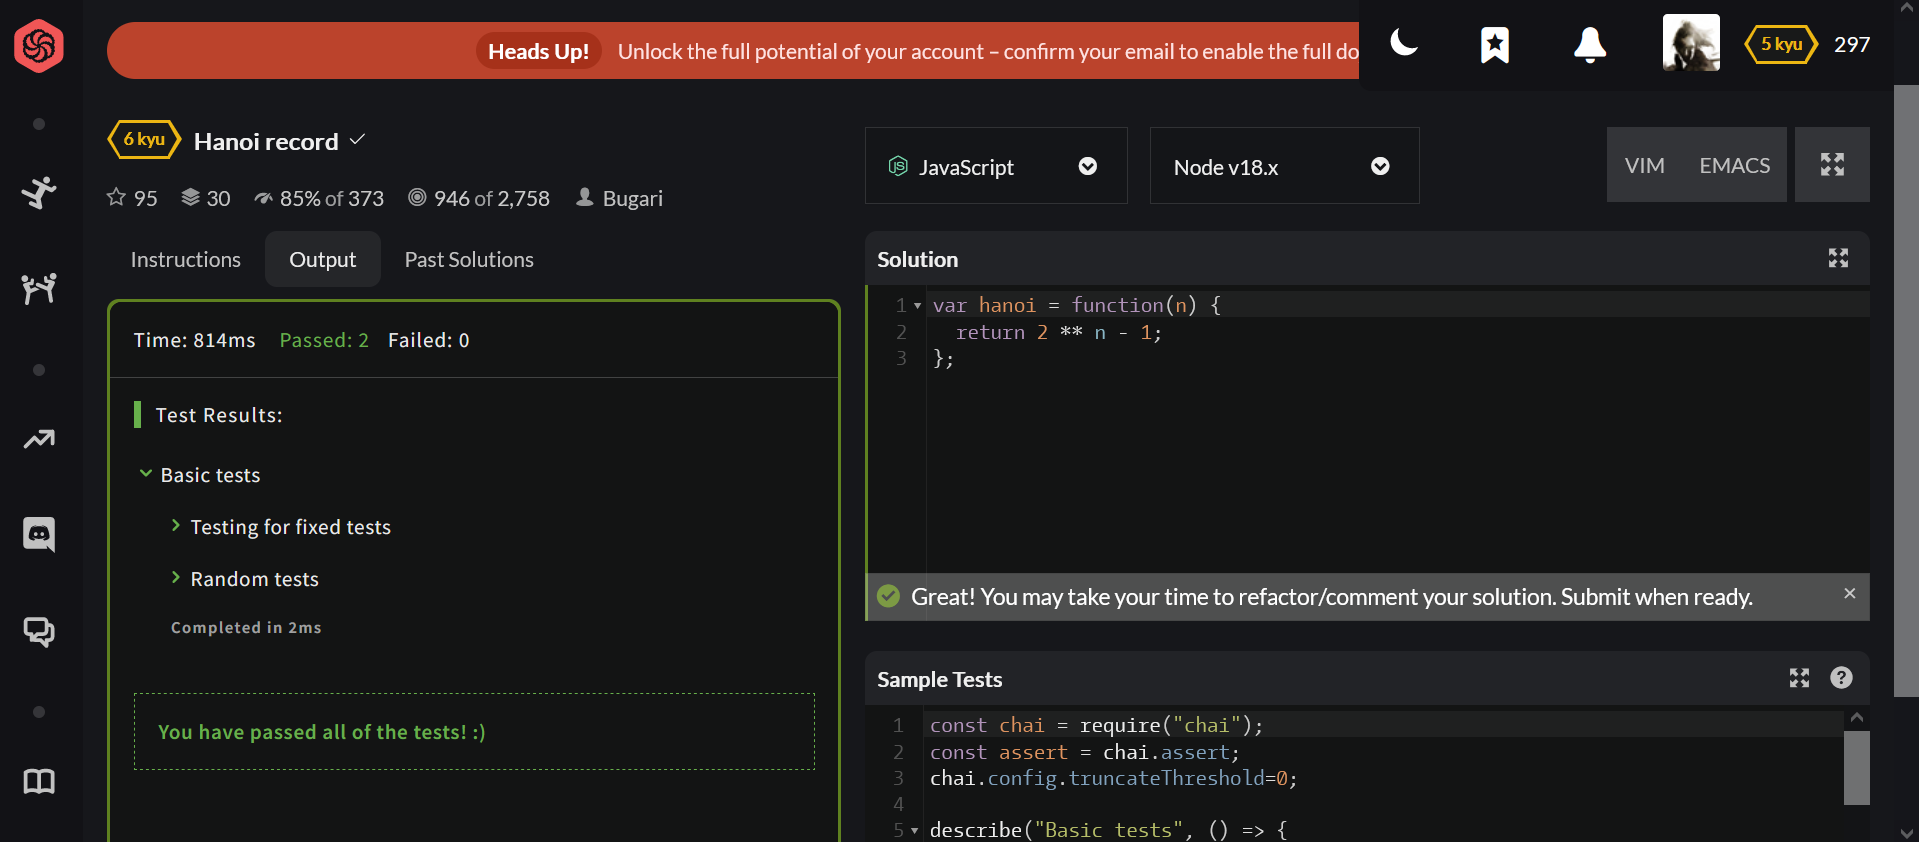 Heads Up! Unlock the full potential of your account – confirm your email to enable the full do
5 kyu 297
6 kyu Hanoi record
95 30 85% of 373 946 of 2,758 Bugari
JavaScript
Node v18.x
VIM EMACS
Instructions Output Past Solutions
Time: 814ms Passed: 2 Failed: 0
Test Results:
Basic tests
Testing for fixed tests
Random tests
Completed in 2ms
You have passed all of the tests! :)
Solution
1 var hanoi = function(n) {
2 return 2 ** n - 1;
3 };
Great! You may take your time to refactor/comment your solution. Submit when ready.
Sample Tests
1 const chai = require("chai");
2 const assert = chai.assert;
3 chai.config.truncateThreshold=0;
4
5 describe("Basic tests", () => {